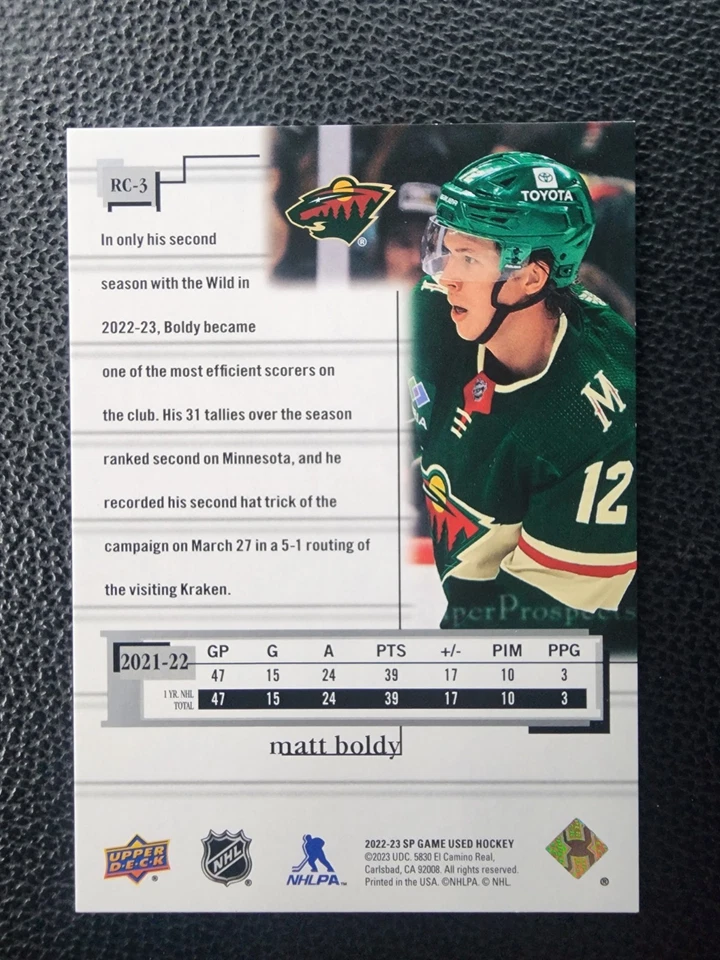 RC-3
TOYOTA
In only his second
season with the Wild in
2022-23, Boldy became
one of the most efficient scorers on
the club. His 31 tallies over the season
ranked second on Minnesota, and he
recorded his second hat trick of the
campaign on March 27 in a 5-1 routing of
the visiting Kraken.
M
12
2021-22 GP G A PTS +/- PIM PPG
47 15 24 39 17 10 3
1 YR. NHL TOTAL 47 15 24 39 17 10 3
matt boldy
UPPER DECK
®
NHL
®
NHLPA™
2022-23 SP GAME USED HOCKEY
©2023 UDC. 5830 El Camino Real,
Carlsbad, CA 92008. All rights reserved.
Printed in the USA. ©NHLPA. © NHL.
®